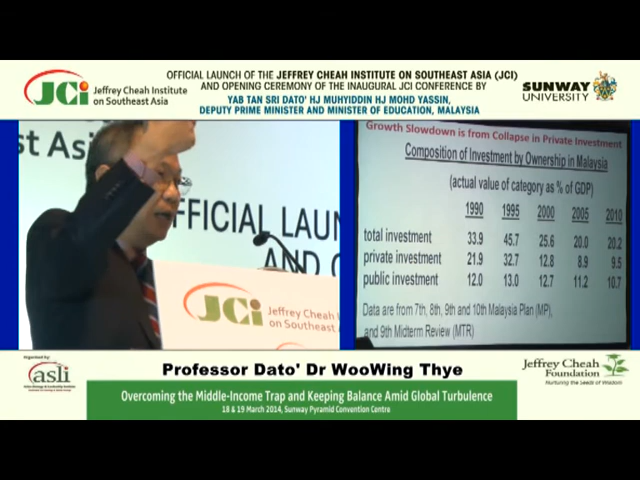 JCi
Jeffrey Cheah Institute
on Southeast Asia
OFFICIAL LAUNCH OF THE JEFFREY CHEAH INSTITUTE ON SOUTHEAST ASIA (JCI)
AND OPENING CEREMONY OF THE INAUGURAL JCI CONFERENCE BY
YAB TAN SRI DATO' HJ MUHYIDDIN HJ MOHD YASSIN,
DEPUTY PRIME MINISTER AND MINISTER OF EDUCATION, MALAYSIA
SUNWAY
UNIVERSITY
st Asi
FFICIAL LAUN
AND
JCi
Jeffrey Cheah Institute
on Southeast Asia
Growth Slowdown is from Collapse in Private Investment
Composition of Investment by Ownership in Malaysia
(actual value of category as % of GDP)
1990 1995 2000 2005 2010
total investment 33.9 45.7 25.6 20.0 20.2
private investment 21.9 32.7 12.8 8.9 9.5
public investment 12.0 13.0 12.7 11.2 10.7
Data are from 7th, 8th, 9th and 10th Malaysia Plan (MP),
and 9th Midterm Review (MTR)
Organised by:
asli
Professor Dato' Dr WooWing Thye
Overcoming the Middle-Income Trap and Keeping Balance Amid Global Turbulence
18 & 19 March 2014, Sunway Pyramid Convention Centre
Jeffrey Cheah
Foundation
Nurturing the Seeds of Wisdom